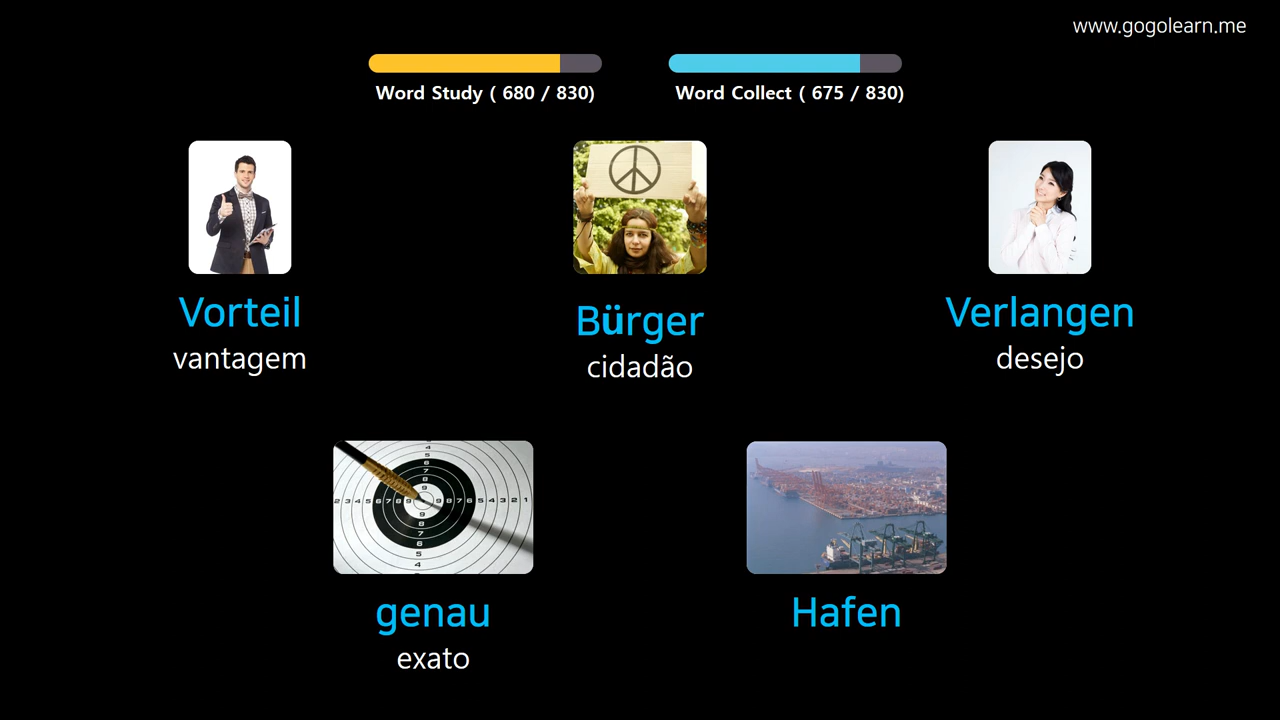 www.gogolearn.me
Word Study ( 680 / 830)
Word Collect ( 675 / 830)
Vorteil
vantagem
Bürger
cidadão
Verlangen
desejo
genau
exato
Hafen